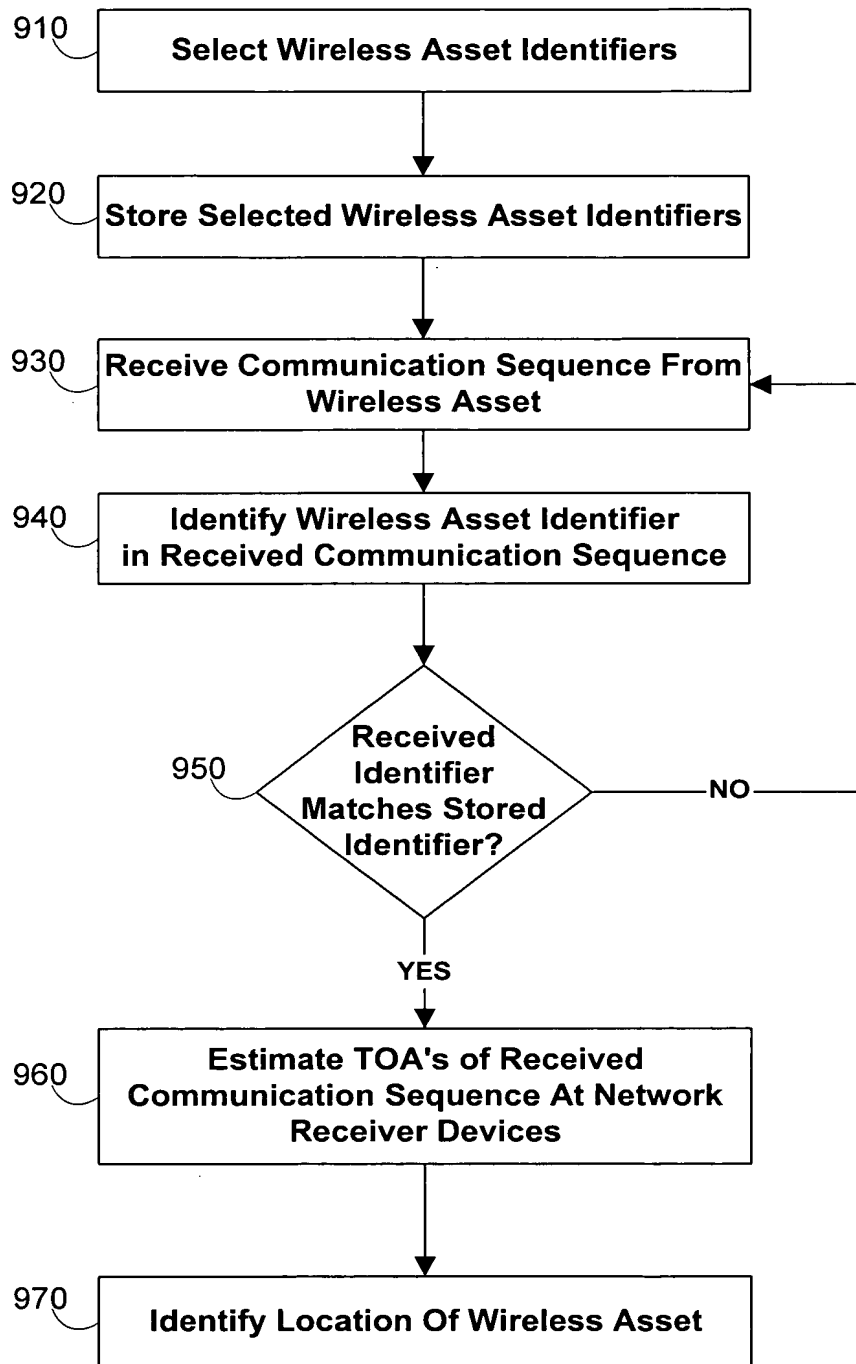 910
Select Wireless Asset Identifiers
920
Store Selected Wireless Asset Identifiers
930
Receive Communication Sequence From
Wireless Asset
940
Identify Wireless Asset Identifier
in Received Communication Sequence
950
Received
Identifier
Matches Stored
Identifier?
NO
YES
960
Estimate TOA's of Received
Communication Sequence At Network
Receiver Devices
970
Identify Location Of Wireless Asset